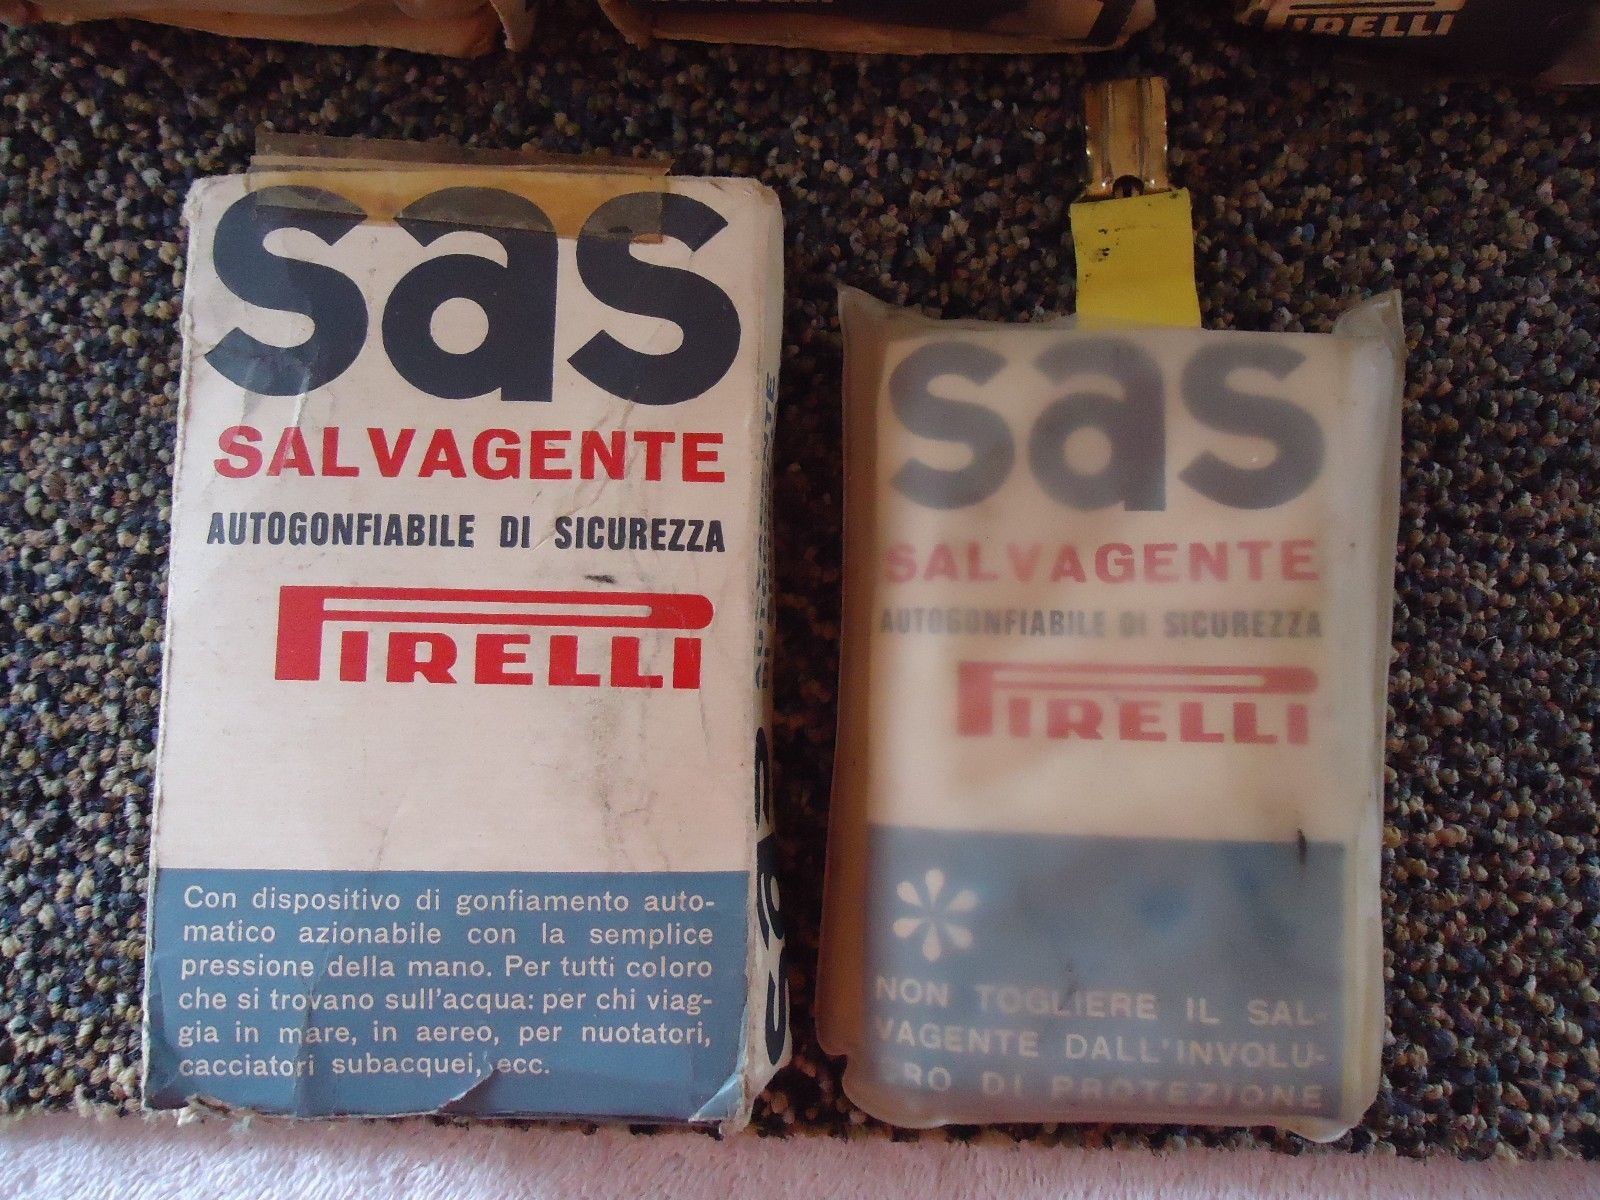 PIRELLI
sas
SALVAGENTE
AUTOGONFIABILE DI SICUREZZA
PIRELLI
Con dispositivo di gonfiamento auto-
matico azionabile con la semplice
pressione della mano. Per tutti coloro
che si trovano sull'acqua: per chi viag-
gia in mare, in aereo, per nuotatori,
cacciatori subacquei, ecc.
sas
sas
SALVAGENTE
AUTOGONFIABILE DI SICUREZZA
PIRELLI
NON TOGLIERE IL SAL-
VAGENTE DALL'INVOLU-
CRO DI PROTEZIONE